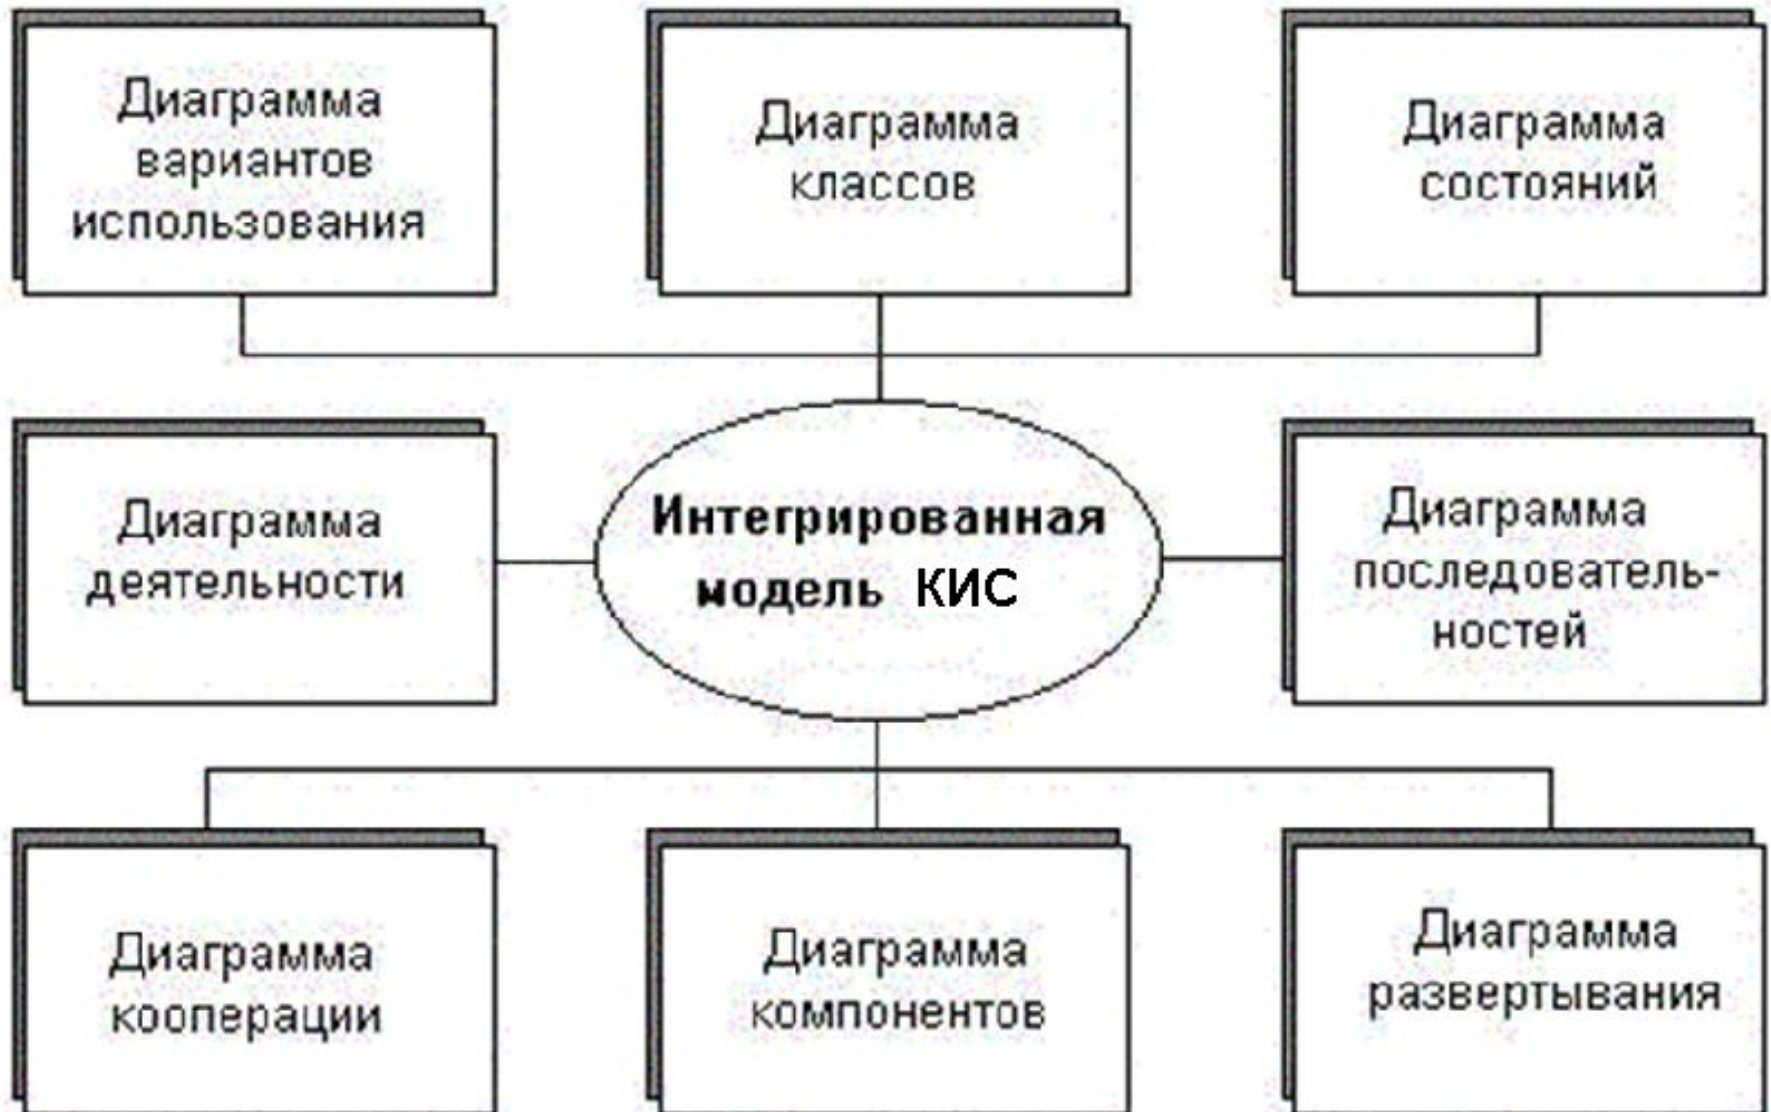 Диаграмма
вариантов
использования
Диаграмма
классов
Диаграмма
состояний
Диаграмма
деятельности
Интегрированная
модель КИС
Диаграмма
последователь-
ностей
Диаграмма
кооперации
Диаграмма
компонентов
Диаграмма
развертывания